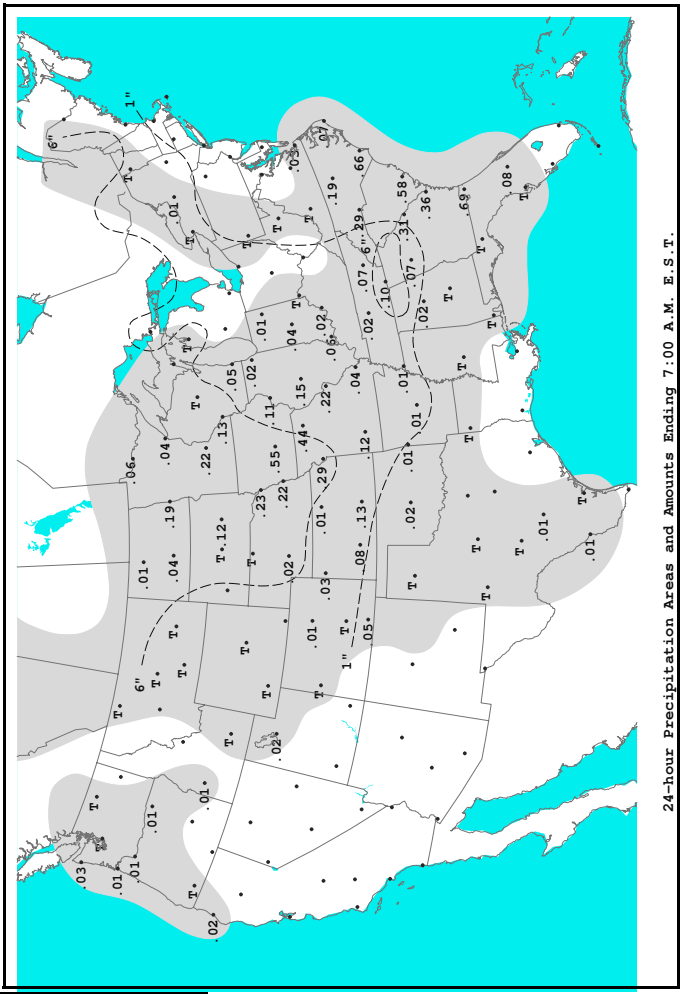 6"
.03
T
T
.01
T
1"
.06
T
.01
6"
.01
.01
T
.04
.19
.04
T
.01
T
T
T
T
T
.01
.22
.02
T
.12
.13
T
.05
T
T
.02
T
.23
.01
T
.11
.02
.55
T
.22
.02
.04
.03
T
.15
.44
T
.01
T
.01
.29
.02
.07
.03
.22
.06
.19
T
1"
.04
.29
.66
.08
.13
.07
.12
6"
.05
.02
.10
.01
.58
.31
.01
.02
.07
T
.01
.02
.36
T
T
.69
T
T
T
T
T
.08
T
T
.01
T
.01
24-hour Precipitation Areas and Amounts Ending 7:00 A.M. E.S.T.